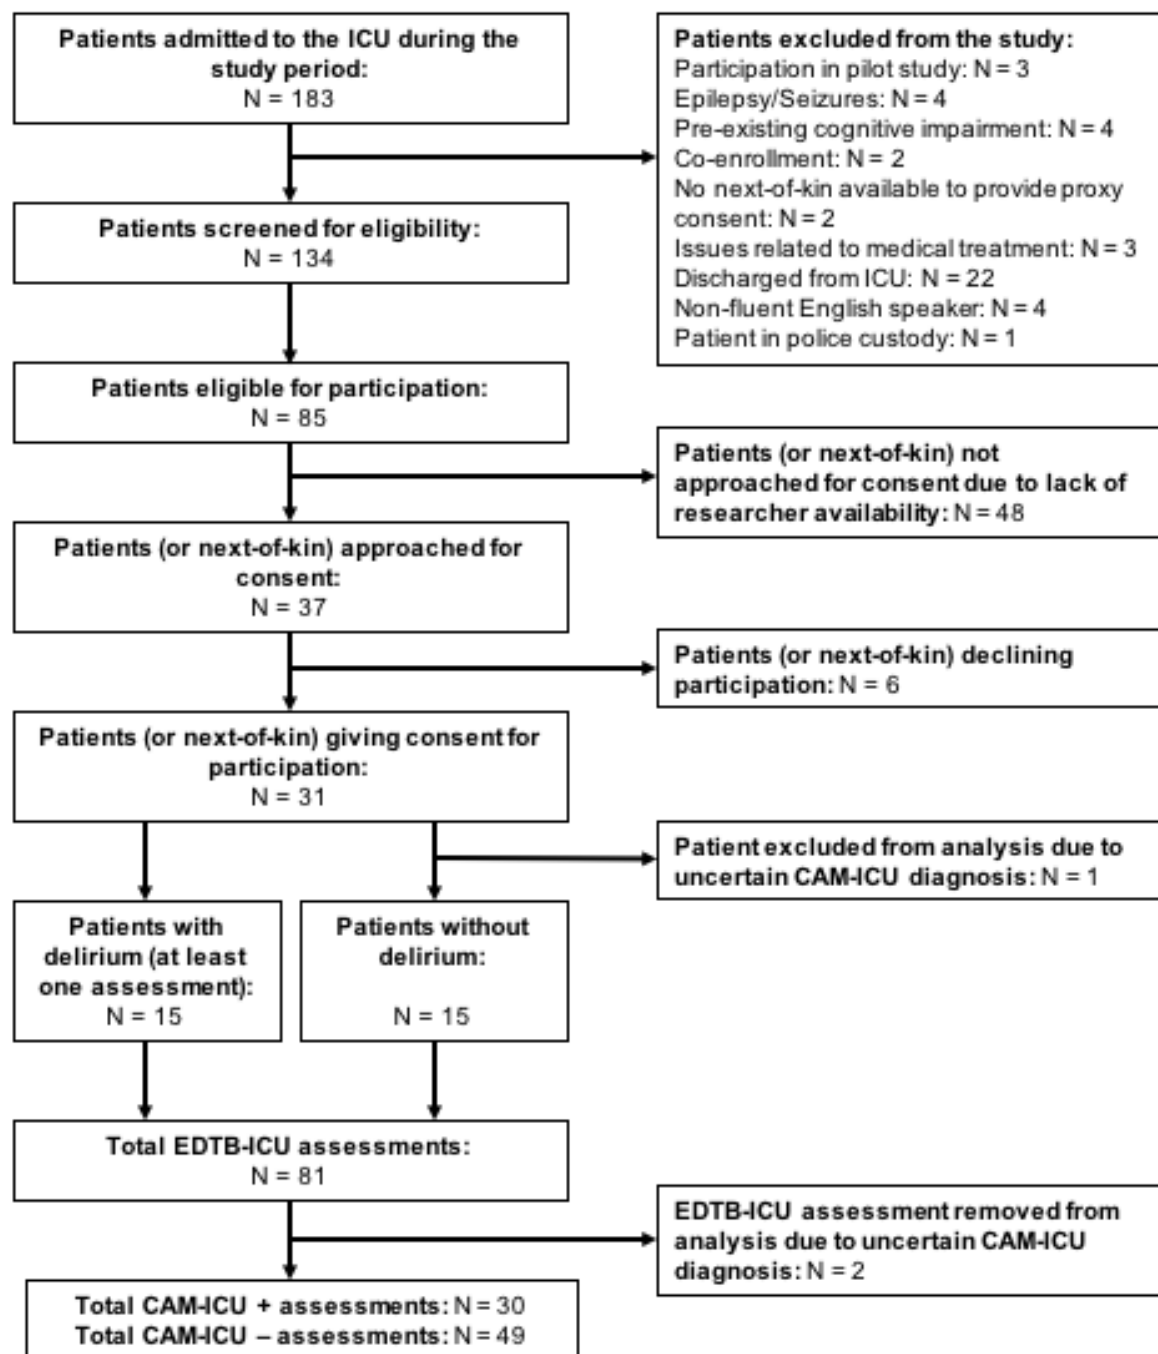 Patients admitted to the ICU during the
study period:
N = 183
Patients excluded from the study:
Participation in pilot study: N = 3
Epilepsy/Seizures: N = 4
Pre-existing cognitive impairment: N = 4
Co-enrollment: N = 2
No next-of-kin available to provide proxy
consent: N = 2
Issues related to medical treatment: N = 3
Discharged from ICU: N = 22
Non-fluent English speaker: N = 4
Patient in police custody: N = 1
Patients screened for eligibility:
N = 134
Patients eligible for participation:
N = 85
Patients (or next-of-kin) not
approached for consent due to lack of
researcher availability: N = 48
Patients (or next-of-kin) approached for
consent:
N = 37
Patients (or next-of-kin) declining
participation: N = 6
Patients (or next-of-kin) giving consent for
participation:
N = 31
Patient excluded from analysis due to
uncertain CAM-ICU diagnosis: N = 1
Patients with
delirium (at least
one assessment):
N = 15
Patients without
delirium:
N = 15
Total EDTB-ICU assessments:
N = 81
EDTB-ICU assessment removed from
analysis due to uncertain CAM-ICU
diagnosis: N = 2
Total CAM-ICU + assessments: N = 30
Total CAM-ICU – assessments: N = 49